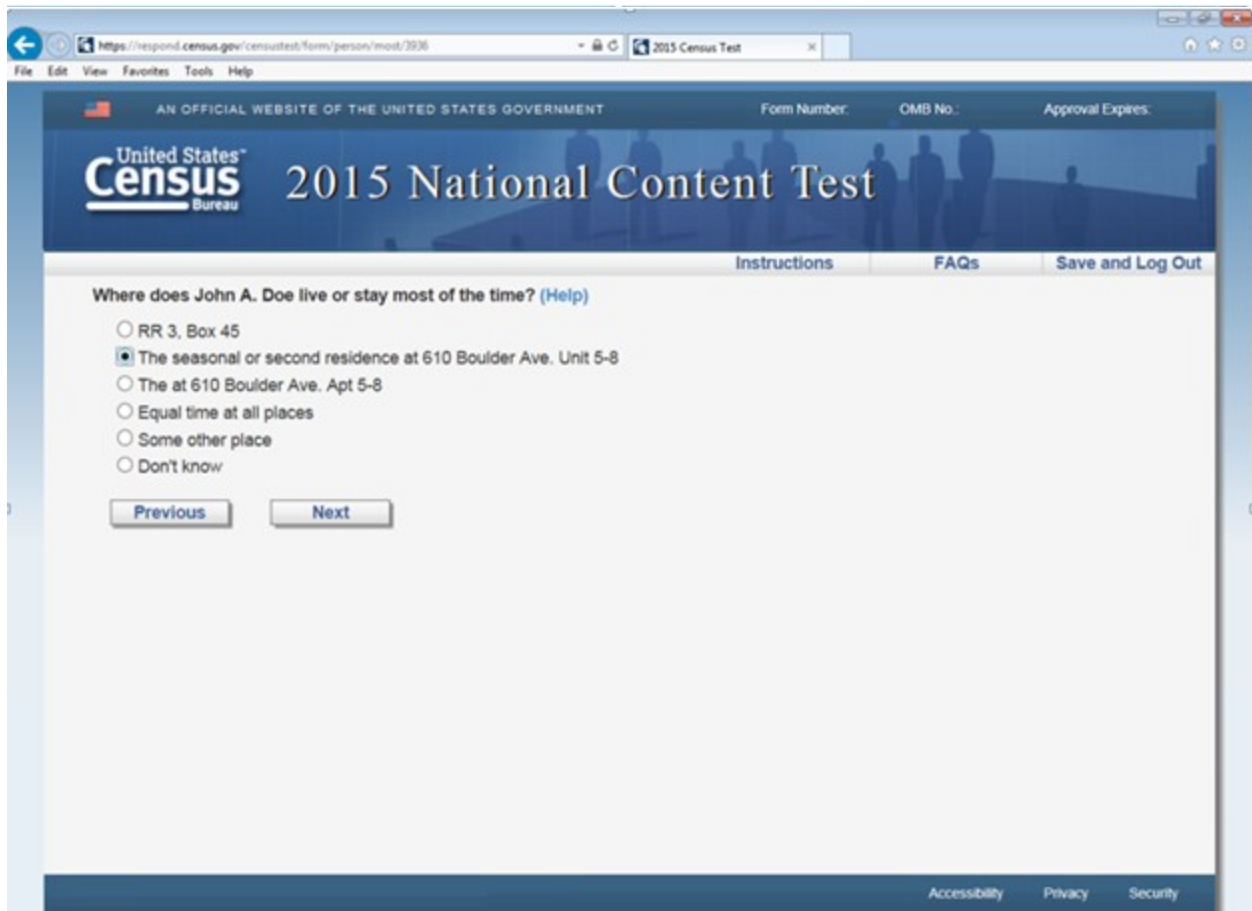 https://respond.census.gov/censustest/form/person/most/3936
2015 Census Test
File Edit View Favorites Tools Help
AN OFFICIAL WEBSITE OF THE UNITED STATES GOVERNMENT Form Number: OMB No.: Approval Expires:
United States™
Census
Bureau
2015 National Content Test
Instructions FAQs Save and Log Out
Where does John A. Doe live or stay most of the time? (Help)
RR 3, Box 45
The seasonal or second residence at 610 Boulder Ave. Unit 5-8
The at 610 Boulder Ave. Apt 5-8
Equal time at all places
Some other place
Don't know
Previous Next
Accessibility Privacy Security